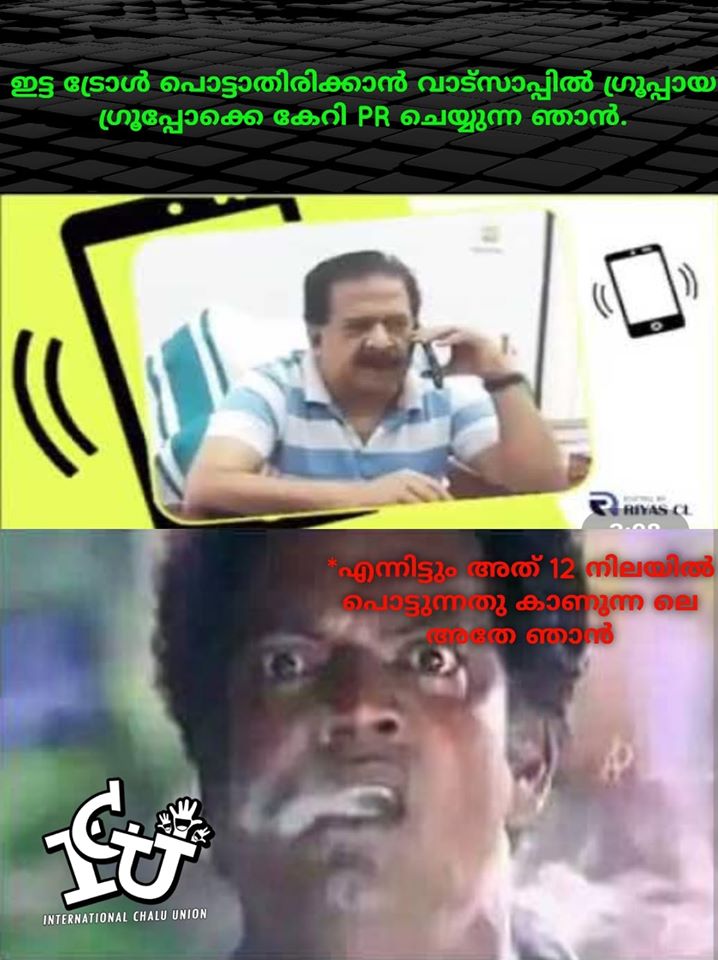 ഇട്ട ട്രോൾ പൊട്ടാതിരിക്കാൻ വാട്സാപ്പിൽ ഗ്രൂപ്പായ
ഗ്രൂപ്പോക്കെ കേറി PR ചെയ്യുന്ന ഞാൻ.
RIYAS CL
*എന്നിട്ടും അത് 12 നിലയിൽ
പൊട്ടുന്നതു കാണുന്ന ലെ
അതേ ഞാൻ
ICU
INTERNATIONAL CHALU UNION